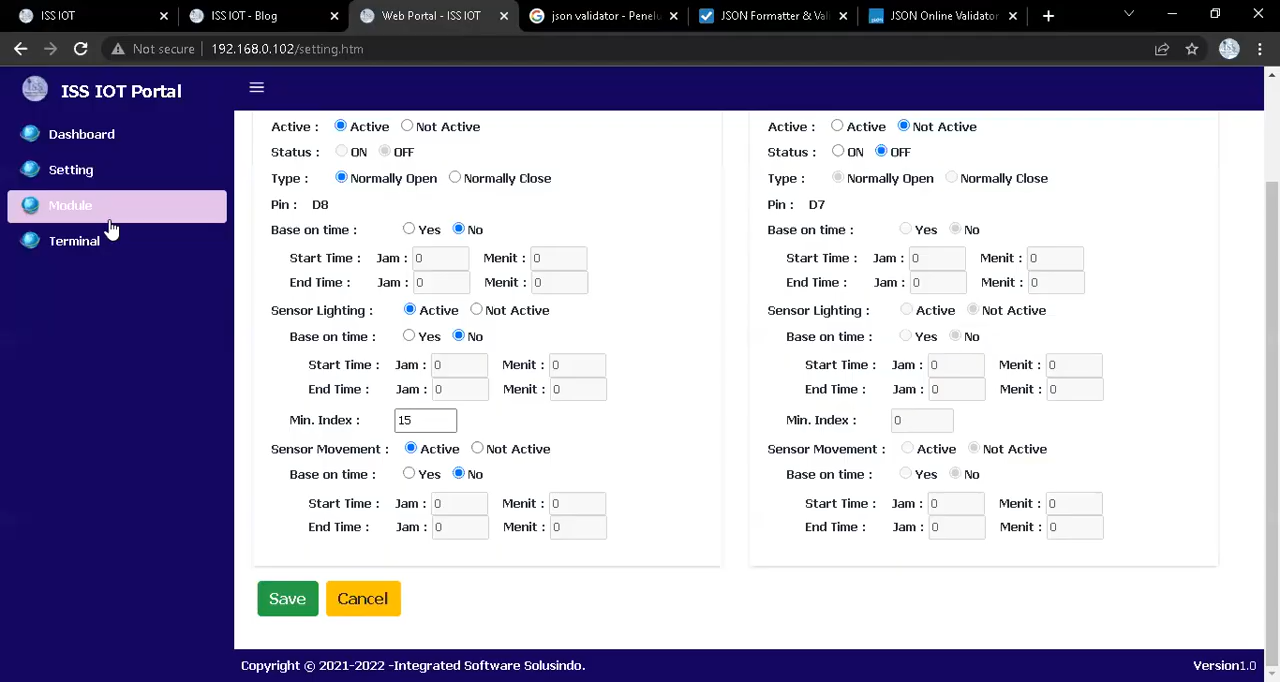 ISS IOT
ISS IOT - Blog
Web Portal - ISS IOT
json validator - Penelu
JSON Formatter & Vali
JSON Online Validator
Not secure
192.168.0.102/setting.htm
ISS IOT Portal
Dashboard
Setting
Module
Terminal
Active : Active Not Active
Status : ON OFF
Type : Normally Open Normally Close
Pin : D8
Base on time : Yes No
Start Time : Jam : 0 Menit : 0
End Time : Jam : 0 Menit : 0
Sensor Lighting : Active Not Active
Base on time : Yes No
Start Time : Jam : 0 Menit : 0
End Time : Jam : 0 Menit : 0
Min. Index : 15
Sensor Movement : Active Not Active
Base on time : Yes No
Start Time : Jam : 0 Menit : 0
End Time : Jam : 0 Menit : 0
Active : Active Not Active
Status : ON OFF
Type : Normally Open Normally Close
Pin : D7
Base on time : Yes No
Start Time : Jam : 0 Menit : 0
End Time : Jam : 0 Menit : 0
Sensor Lighting : Active Not Active
Base on time : Yes No
Start Time : Jam : 0 Menit : 0
End Time : Jam : 0 Menit : 0
Min. Index : 0
Sensor Movement : Active Not Active
Base on time : Yes No
Start Time : Jam : 0 Menit : 0
End Time : Jam : 0 Menit : 0
Save Cancel
Copyright © 2021-2022 -Integrated Software Solusindo.
Version1.0